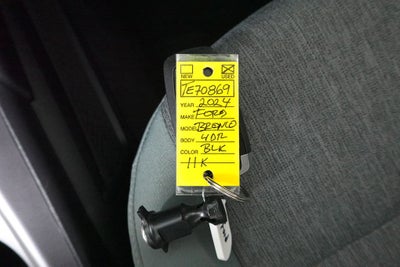 NEW USED
TE70869
YEAR 2024
MAKE FORD
MODEL BRONCO
BODY 4DR
COLOR BLK
11K